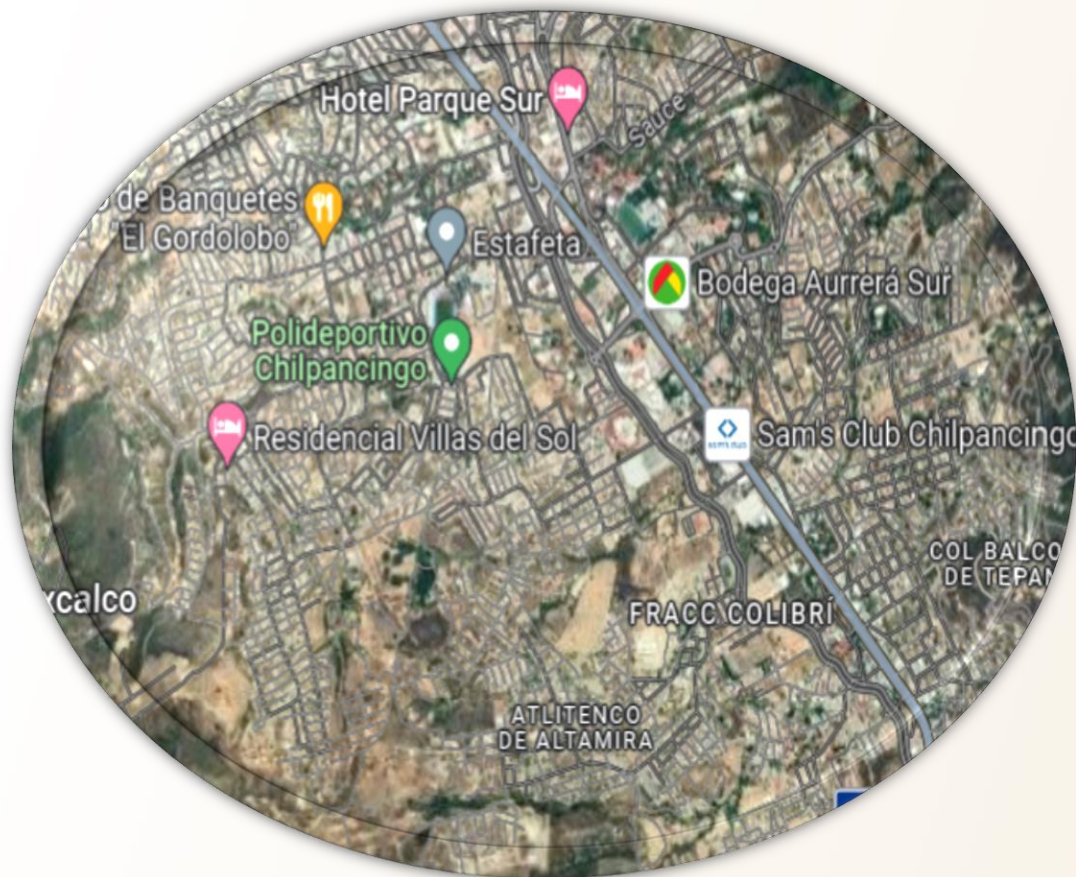 Hotel Parque Sur
Sauce
de Banquetes
"El Gordolobo"
Estafeta
Bodega Aurrerá Sur
Polideportivo
Chilpancingo
Residencial Villas del Sol
Sam's Club Chilpancingo
COL BALCO
DE TEPAN
xcalco
FRACC COLIBRÍ
ATLITENCO
DE ALTAMIRA